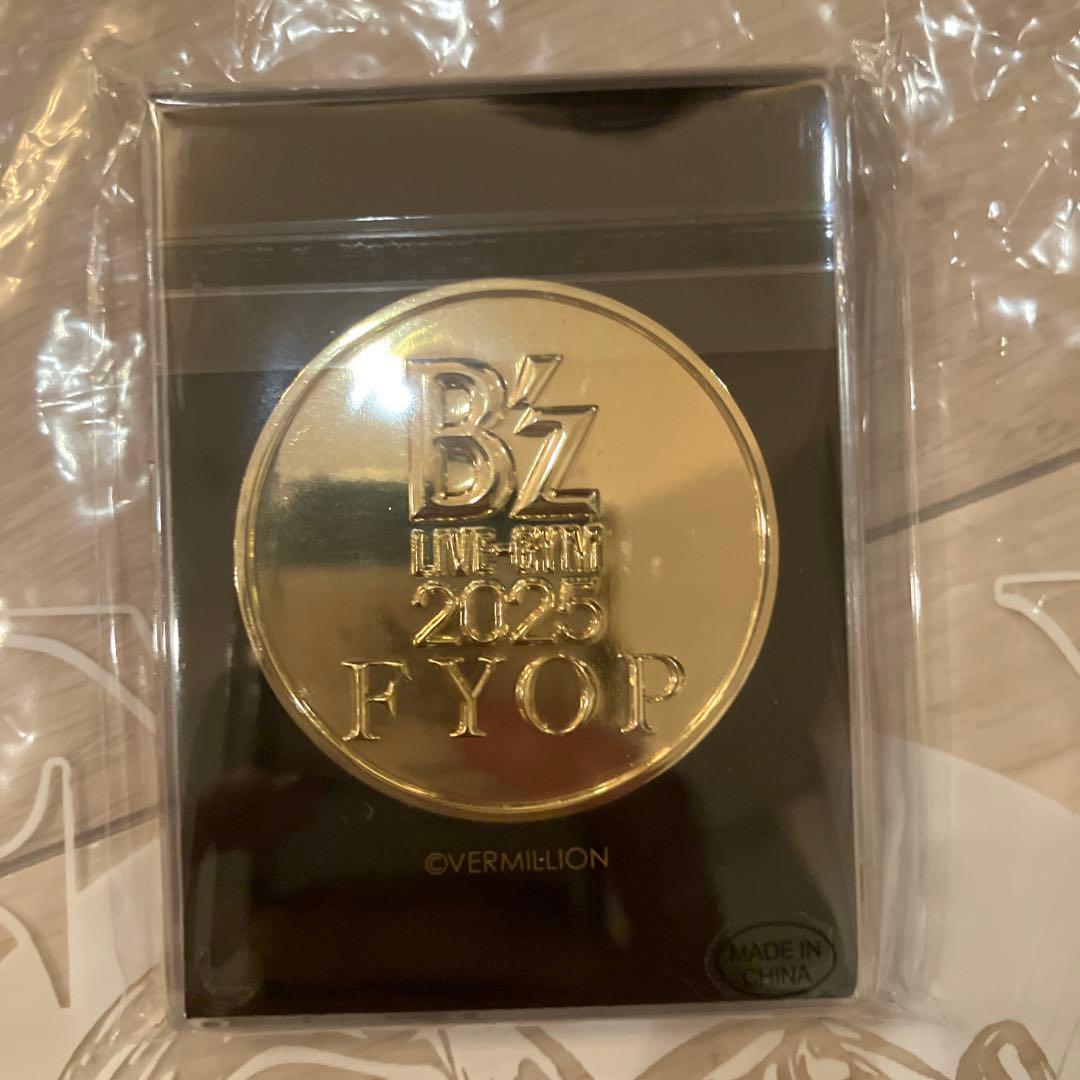 B'z
LIVE-GYM
2025
FYOP
©VERMILLION
MADE IN
CHINA